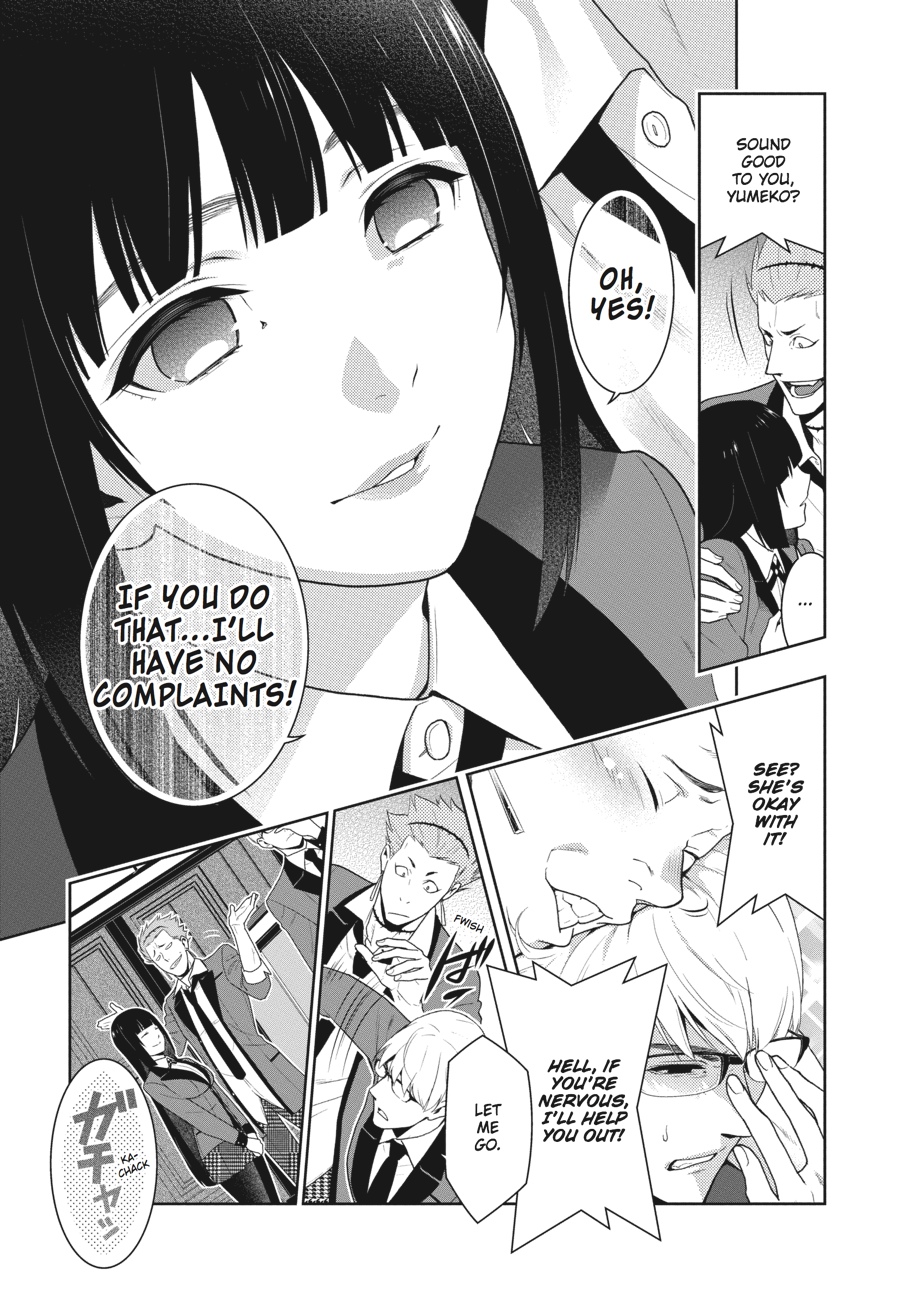 SOUND
GOOD
TO YOU,
YUMEKO?
...
OH,
YES!
IF YOU DO
THAT...I'LL
HAVE NO
COMPLAINTS!
SEE?
SHE'S
OKAY
WITH
IT!
HELL, IF
YOU'RE
NERVOUS,
I'LL HELP
YOU OUT!
FWISH
ばっ
LET
ME
GO.
KA-
CHACK
ガチャッ